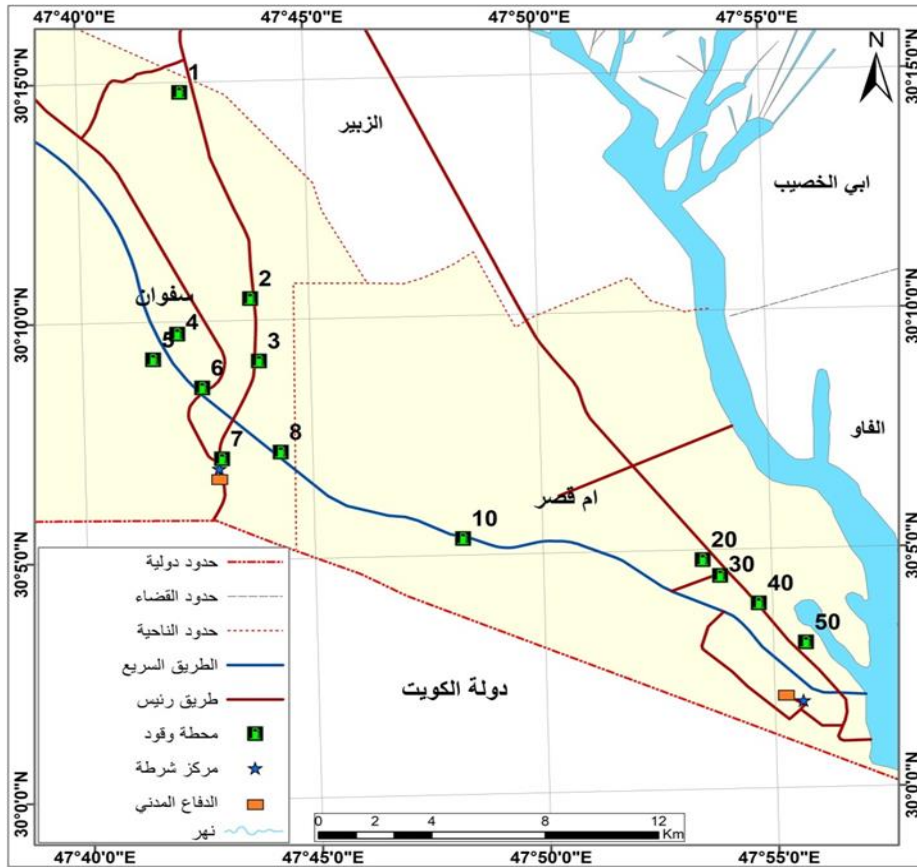 47°40'0"E 47°45'0"E 47°50'0"E 47°55'0"E
30°15'0"N 30°15'0"N
N
1
الزبير
ابي الخصيب
2
سفوان
30°10'0"N 30°10'0"N
4
5
3
6
الفاو
7
8
ام قصر
10
20
30
30°5'0"N 30°5'0"N
40
50
حدود دولية
حدود القضاء
حدود الناحية
الطريق السريع
طريق رئيس
محطة وقود
مركز شرطة
الدفاع المدني
نهر
دولة الكويت
30°0'0"N 30°0'0"N
0 2 4 8 12
Km
47°40'0"E 47°45'0"E 47°50'0"E 47°55'0"E